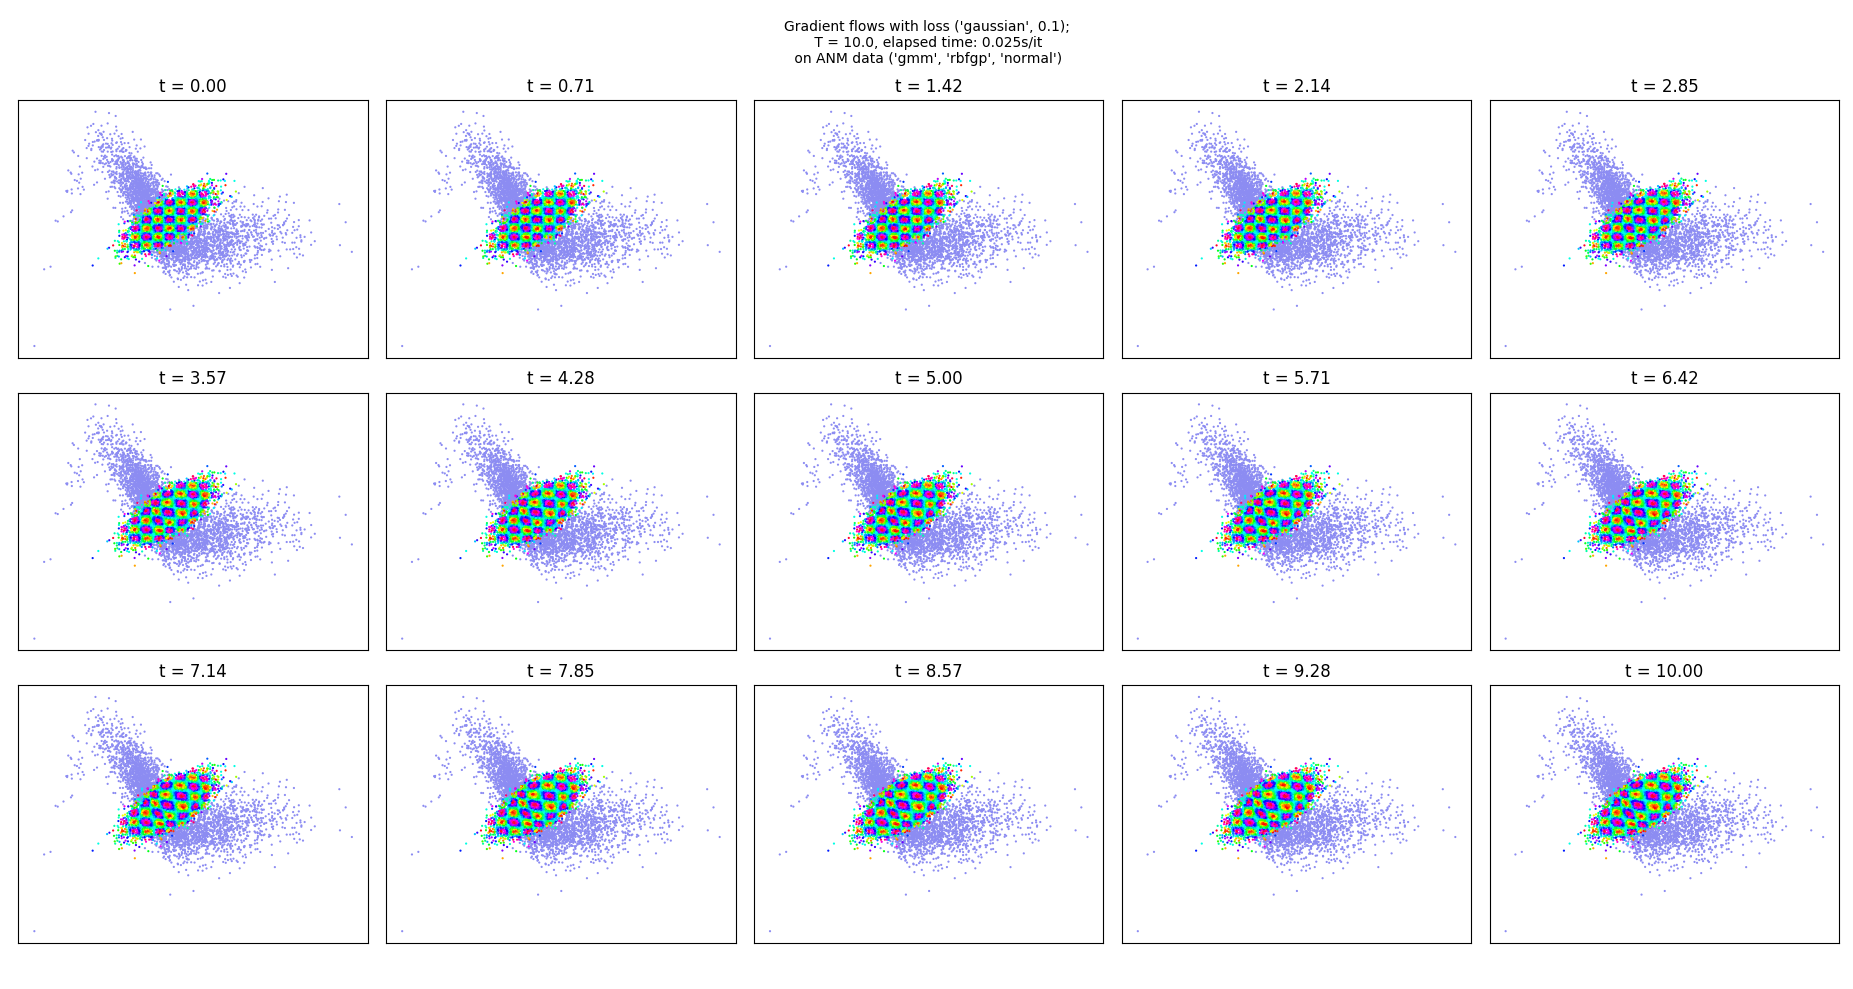 Gradient flows with loss ('gaussian', 0.1);
T = 10.0, elapsed time: 0.025s/it
on ANM data ('gmm', 'rbfgp', 'normal')
t = 0.00
t = 0.71
t = 1.42
t = 2.14
t = 2.85
t = 3.57
t = 4.28
t = 5.00
t = 5.71
t = 6.42
t = 7.14
t = 7.85
t = 8.57
t = 9.28
t = 10.00